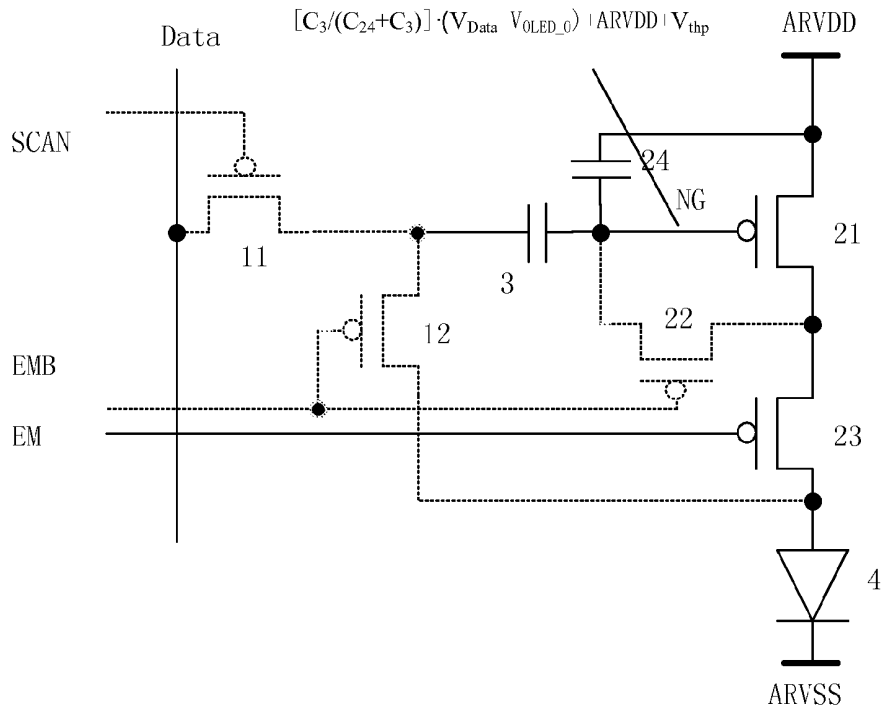 [C3/(C24+C3)]·(VData VOLED_0)+ARVDD+Vthp
ARVDD
Data
SCAN
24
NG
21
11
3
22
12
EMB
EM
23
4
ARVSS